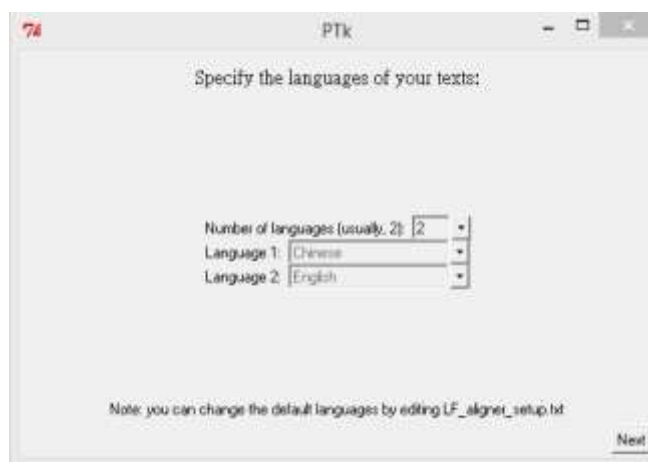 PTk
Specify the languages of your texts:
Number of languages (usually, 2): 2
Language 1: Chinese
Language 2: English
Note: you can change the default languages by editing LF_aligner_setup.txt
Next